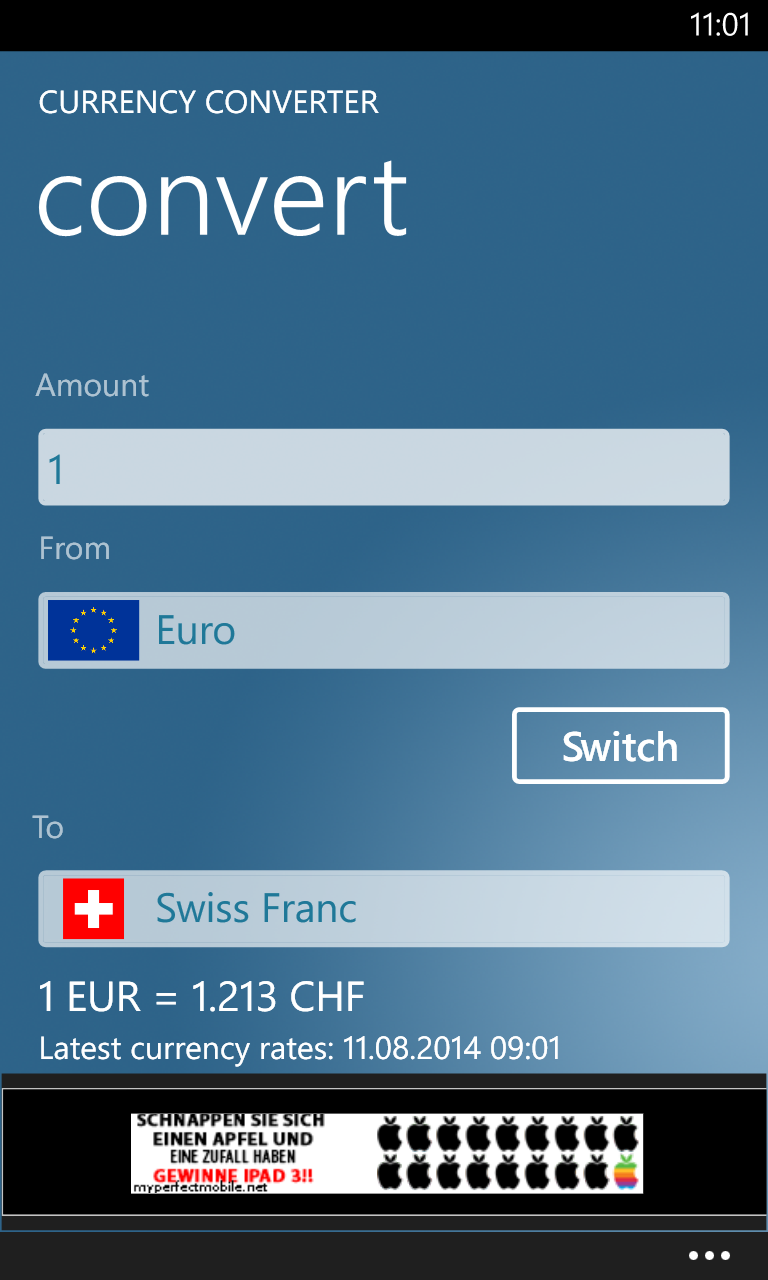 11:01
CURRENCY CONVERTER
convert
Amount
1
From
Euro
Switch
To
Swiss Franc
1 EUR = 1.213 CHF
Latest currency rates: 11.08.2014 09:01
SCHNAPPEN SIE SICH
EINEN APFEL UND
EINE ZUFALL HABEN
GEWINNE IPAD 3!!
myperfectmobile.net